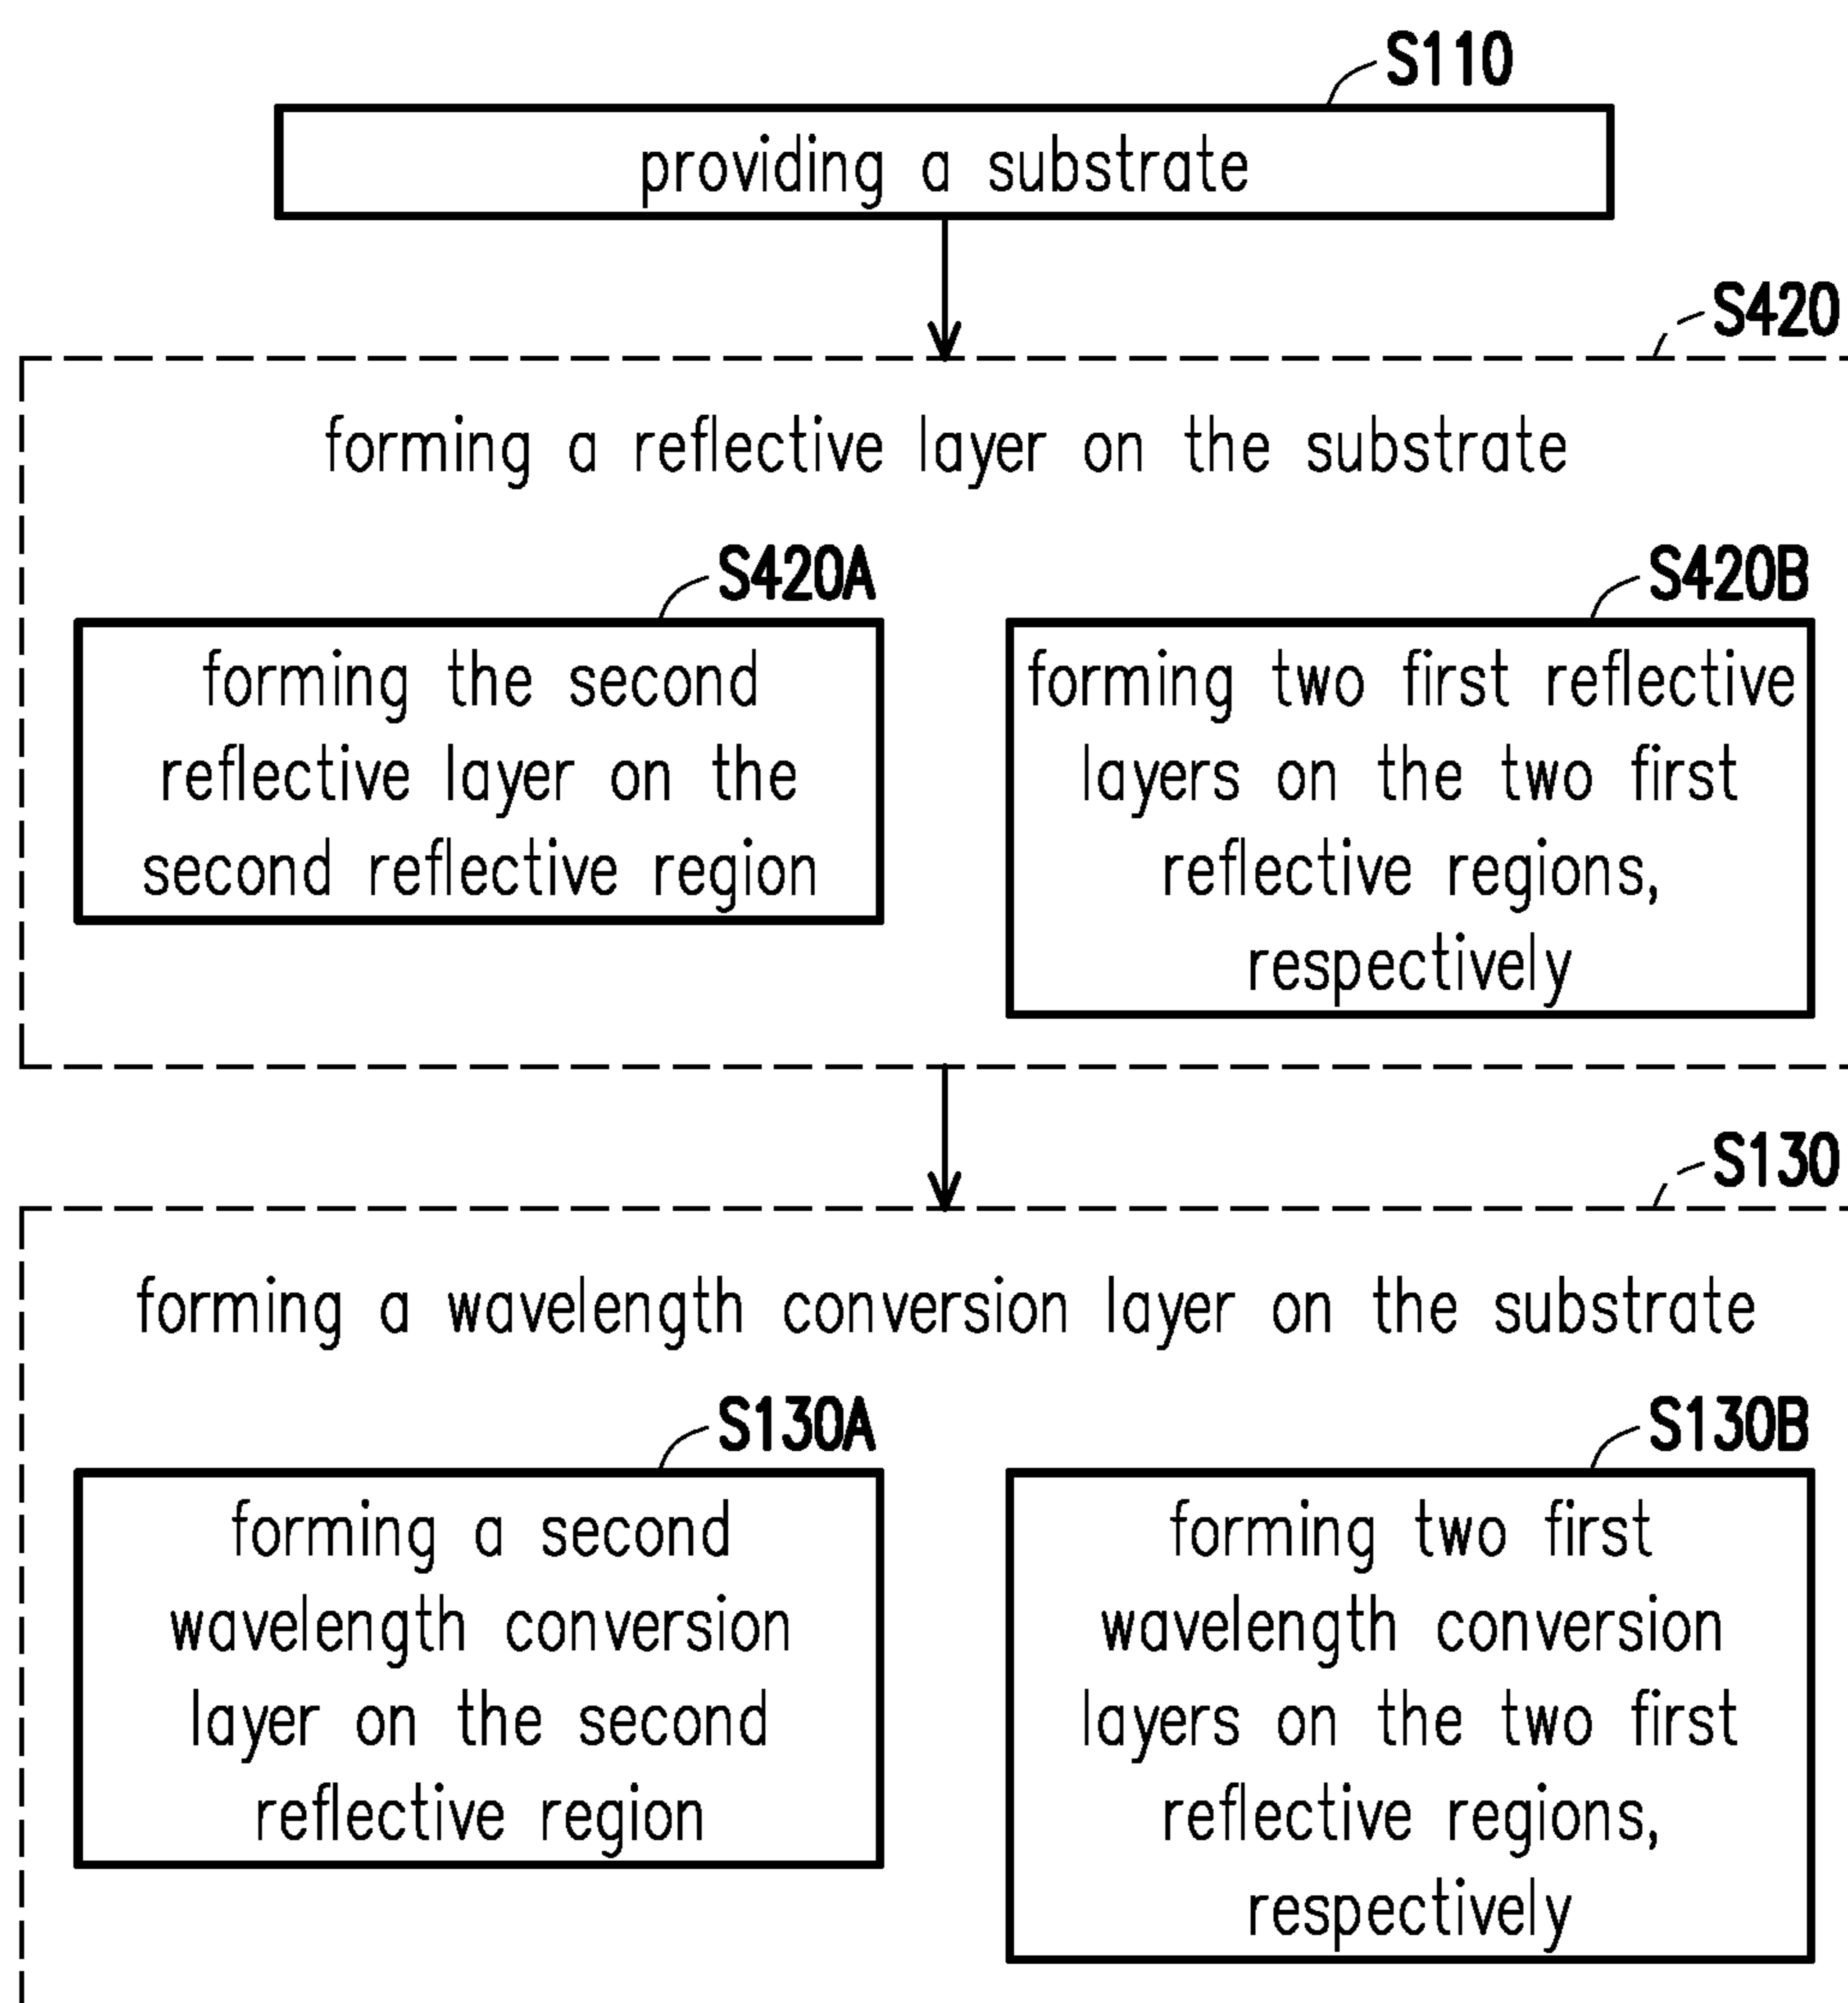 S110
providing a substrate
S420
forming a reflective layer on the substrate
S420A
forming the second
reflective layer on the
second reflective region
S420B
forming two first reflective
layers on the two first
reflective regions,
respectively
S130
forming a wavelength conversion layer on the substrate
S130A
forming a second
wavelength conversion
layer on the second
reflective region
S130B
forming two first
wavelength conversion
layers on the two first
reflective regions,
respectively